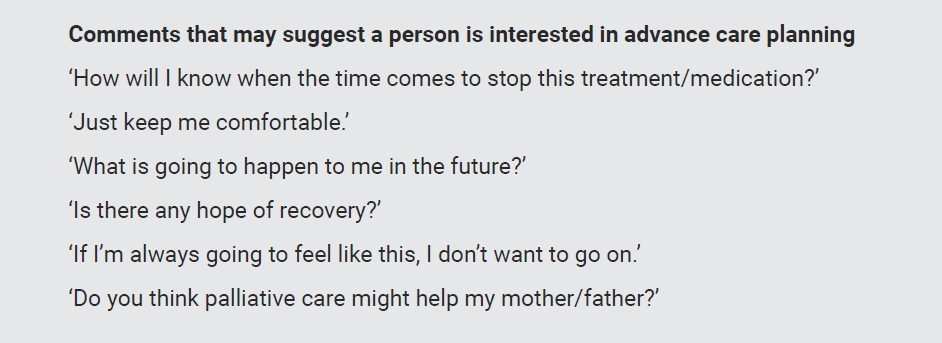 Comments that may suggest a person is interested in advance care planning
‘How will I know when the time comes to stop this treatment/medication?’
‘Just keep me comfortable.’
‘What is going to happen to me in the future?’
‘Is there any hope of recovery?’
‘If I’m always going to feel like this, I don’t want to go on.’
‘Do you think palliative care might help my mother/father?’